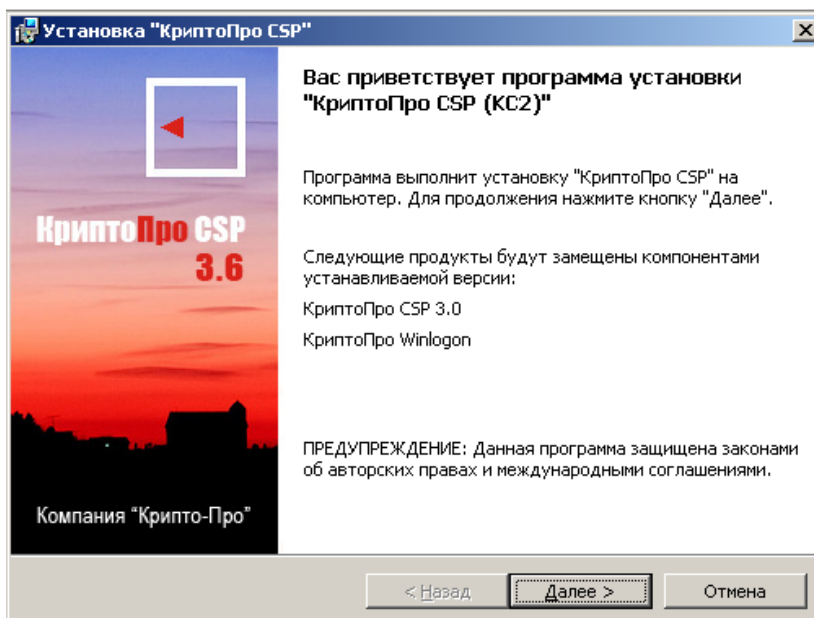 Установка "КриптоПро CSP"
Вас приветствует программа установки
"КриптоПро CSP (КС2)"
Программа выполнит установку "КриптоПро CSP" на
компьютер. Для продолжения нажмите кнопку "Далее".
КриптоПро CSP
3.6
Следующие продукты будут замещены компонентами
устанавливаемой версии:
КриптоПро CSP 3.0
КриптоПро Winlogon
ПРЕДУПРЕЖДЕНИЕ: Данная программа защищена законами
об авторских правах и международными соглашениями.
Компания “Крипто-Про”
< Назад
Далее >
Отмена